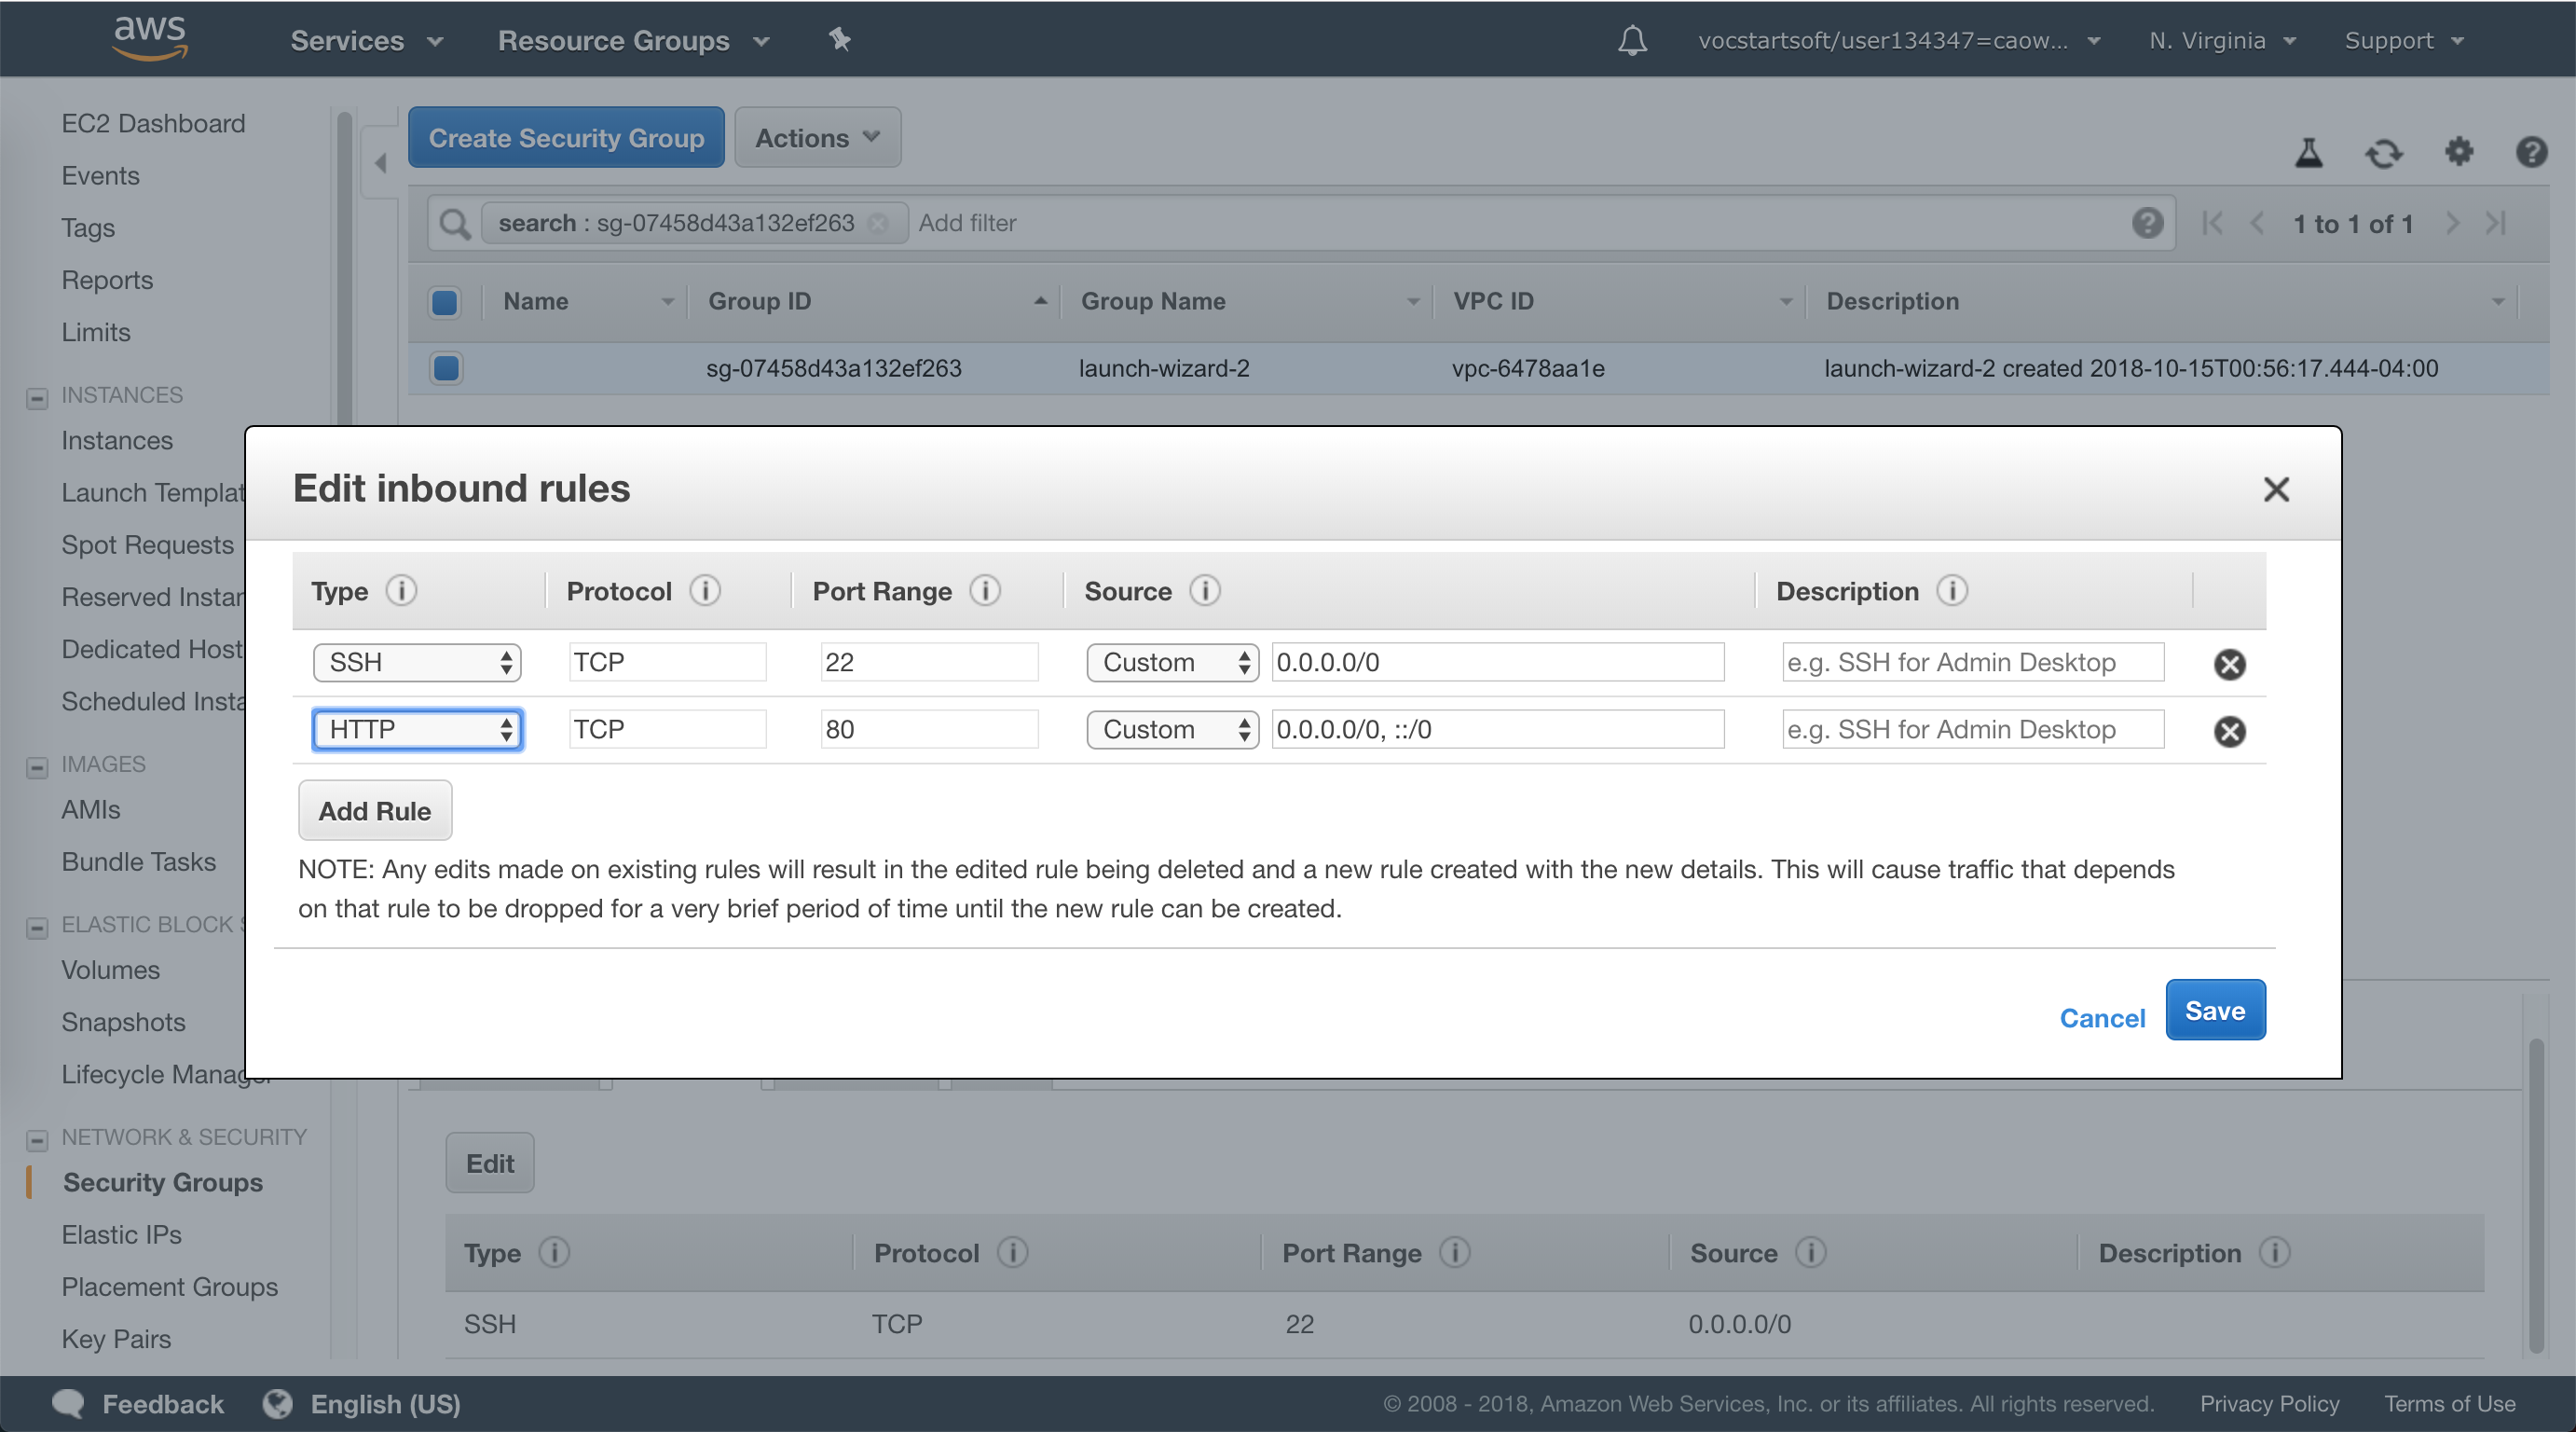 aws
Services
Resource Groups
vocstartsoft/user134347=caow...
N. Virginia
Support
EC2 Dashboard
Events
Tags
Reports
Limits
INSTANCES
Instances
Launch Templat
Spot Requests
Reserved Instar
Dedicated Host
Scheduled Insta
IMAGES
AMIs
Bundle Tasks
ELASTIC BLOCK S
Volumes
Snapshots
Lifecycle Manager
NETWORK & SECURITY
Security Groups
Elastic IPs
Placement Groups
Key Pairs
Create Security Group
Actions
search : sg-07458d43a132ef263
Add filter
1 to 1 of 1
Name Group ID Group Name VPC ID Description
sg-07458d43a132ef263 launch-wizard-2 vpc-6478aa1e launch-wizard-2 created 2018-10-15T00:56:17.444-04:00
Edit inbound rules
Type Protocol Port Range Source Description
SSH TCP 22 Custom 0.0.0.0/0 e.g. SSH for Admin Desktop
HTTP TCP 80 Custom 0.0.0.0/0, ::/0 e.g. SSH for Admin Desktop
Add Rule
NOTE: Any edits made on existing rules will result in the edited rule being deleted and a new rule created with the new details. This will cause traffic that depends
on that rule to be dropped for a very brief period of time until the new rule can be created.
Cancel
Save
Edit
Type Protocol Port Range Source Description
SSH TCP 22 0.0.0.0/0
Feedback
English (US)
© 2008 - 2018, Amazon Web Services, Inc. or its affiliates. All rights reserved.
Privacy Policy
Terms of Use